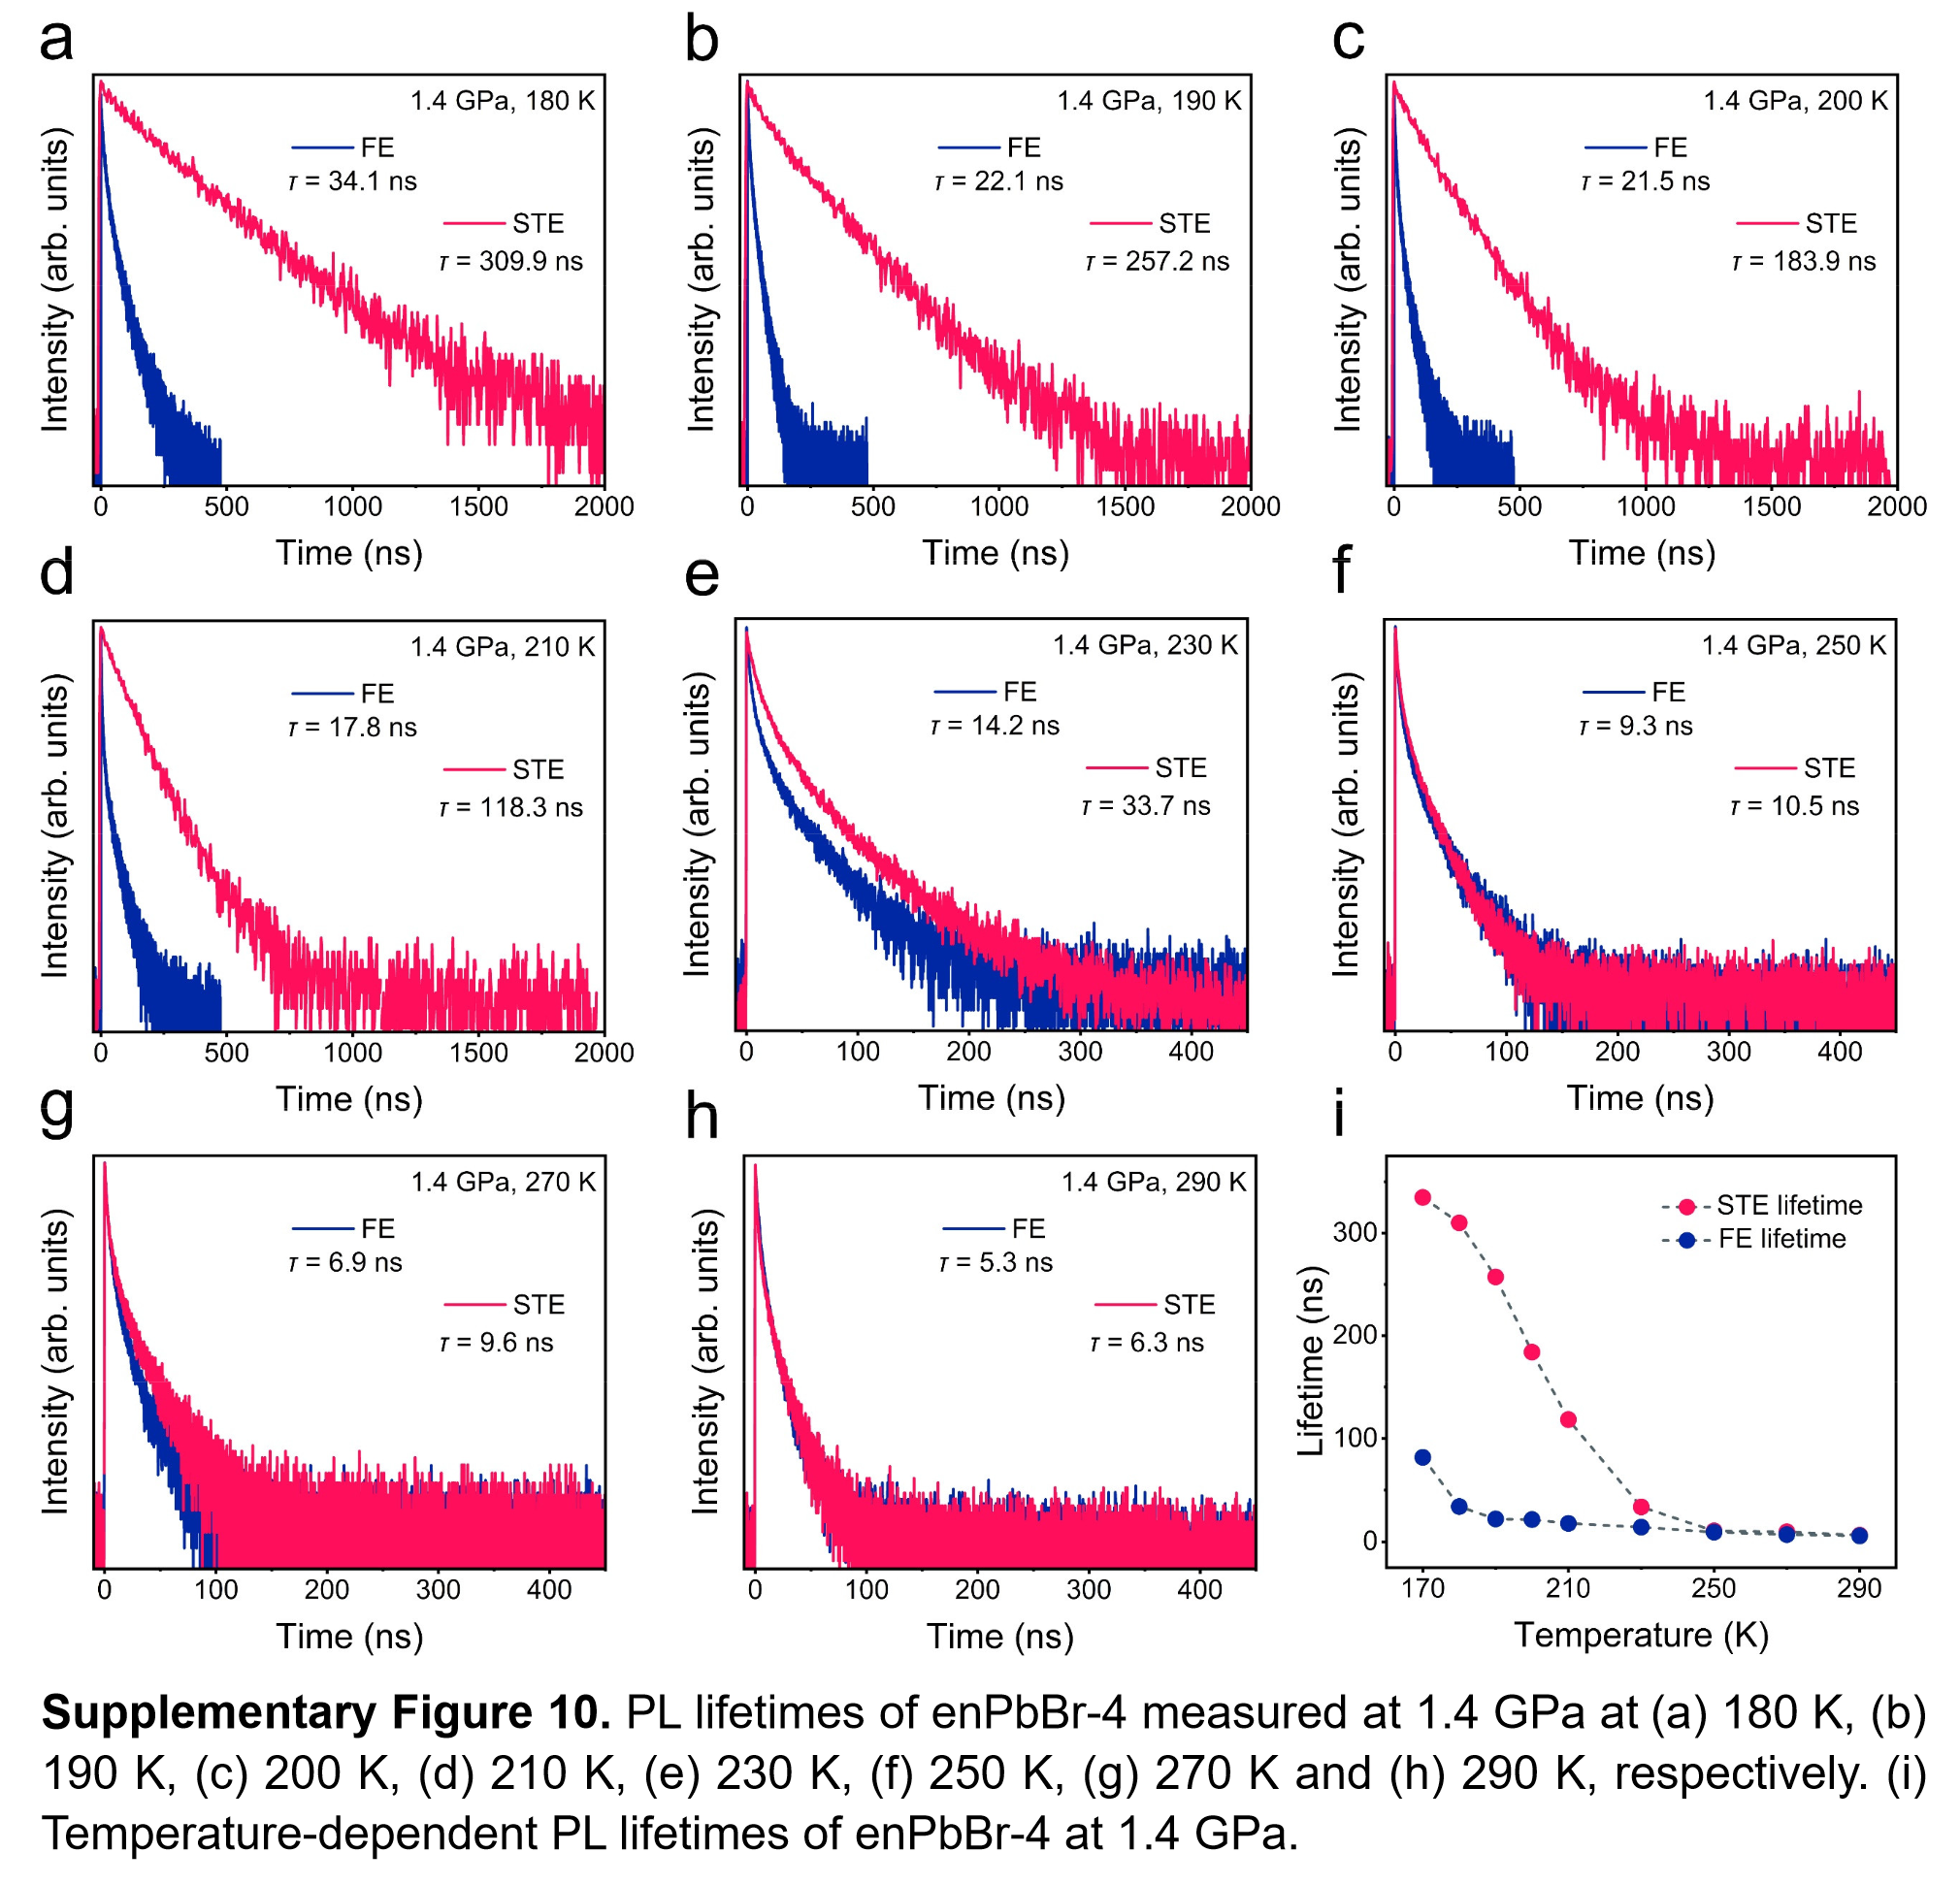 a
1.4 GPa, 180 K
FE
τ = 34.1 ns
STE
τ = 309.9 ns
Intensity (arb. units)
0 500 1000 1500 2000
Time (ns)
b
1.4 GPa, 190 K
FE
τ = 22.1 ns
STE
τ = 257.2 ns
Intensity (arb. units)
0 500 1000 1500 2000
Time (ns)
c
1.4 GPa, 200 K
FE
τ = 21.5 ns
STE
τ = 183.9 ns
Intensity (arb. units)
0 500 1000 1500 2000
Time (ns)
d
1.4 GPa, 210 K
FE
τ = 17.8 ns
STE
τ = 118.3 ns
Intensity (arb. units)
0 500 1000 1500 2000
Time (ns)
e
1.4 GPa, 230 K
FE
τ = 14.2 ns
STE
τ = 33.7 ns
Intensity (arb. units)
0 100 200 300 400
Time (ns)
f
1.4 GPa, 250 K
FE
τ = 9.3 ns
STE
τ = 10.5 ns
Intensity (arb. units)
0 100 200 300 400
Time (ns)
g
1.4 GPa, 270 K
FE
τ = 6.9 ns
STE
τ = 9.6 ns
Intensity (arb. units)
0 100 200 300 400
Time (ns)
h
1.4 GPa, 290 K
FE
τ = 5.3 ns
STE
τ = 6.3 ns
Intensity (arb. units)
0 100 200 300 400
Time (ns)
i
STE lifetime
FE lifetime
300
200
100
0
Lifetime (ns)
170 210 250 290
Temperature (K)
Supplementary Figure 10. PL lifetimes of enPbBr-4 measured at 1.4 GPa at (a) 180 K, (b)
190 K, (c) 200 K, (d) 210 K, (e) 230 K, (f) 250 K, (g) 270 K and (h) 290 K, respectively. (i)
Temperature-dependent PL lifetimes of enPbBr-4 at 1.4 GPa.